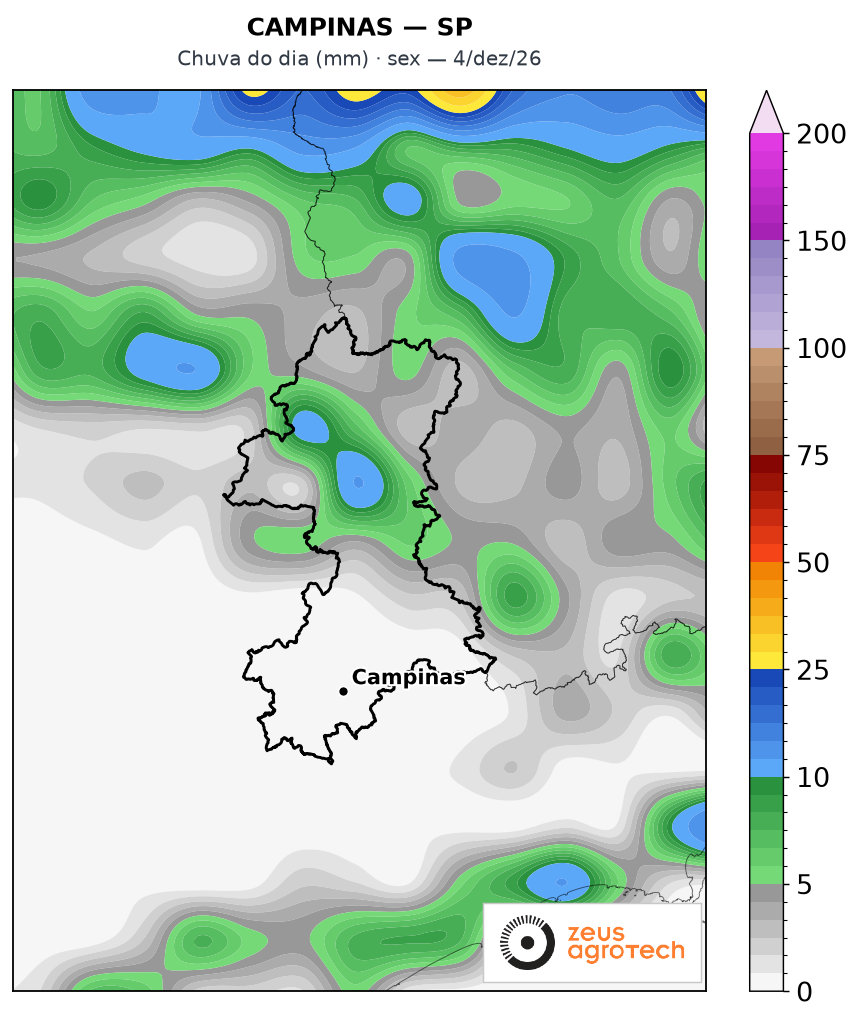 CAMPINAS — SP
Chuva do dia (mm) · sex — 4/dez/26
200
150
100
75
50
25
10
5
0
Campinas
zeus
agrotech